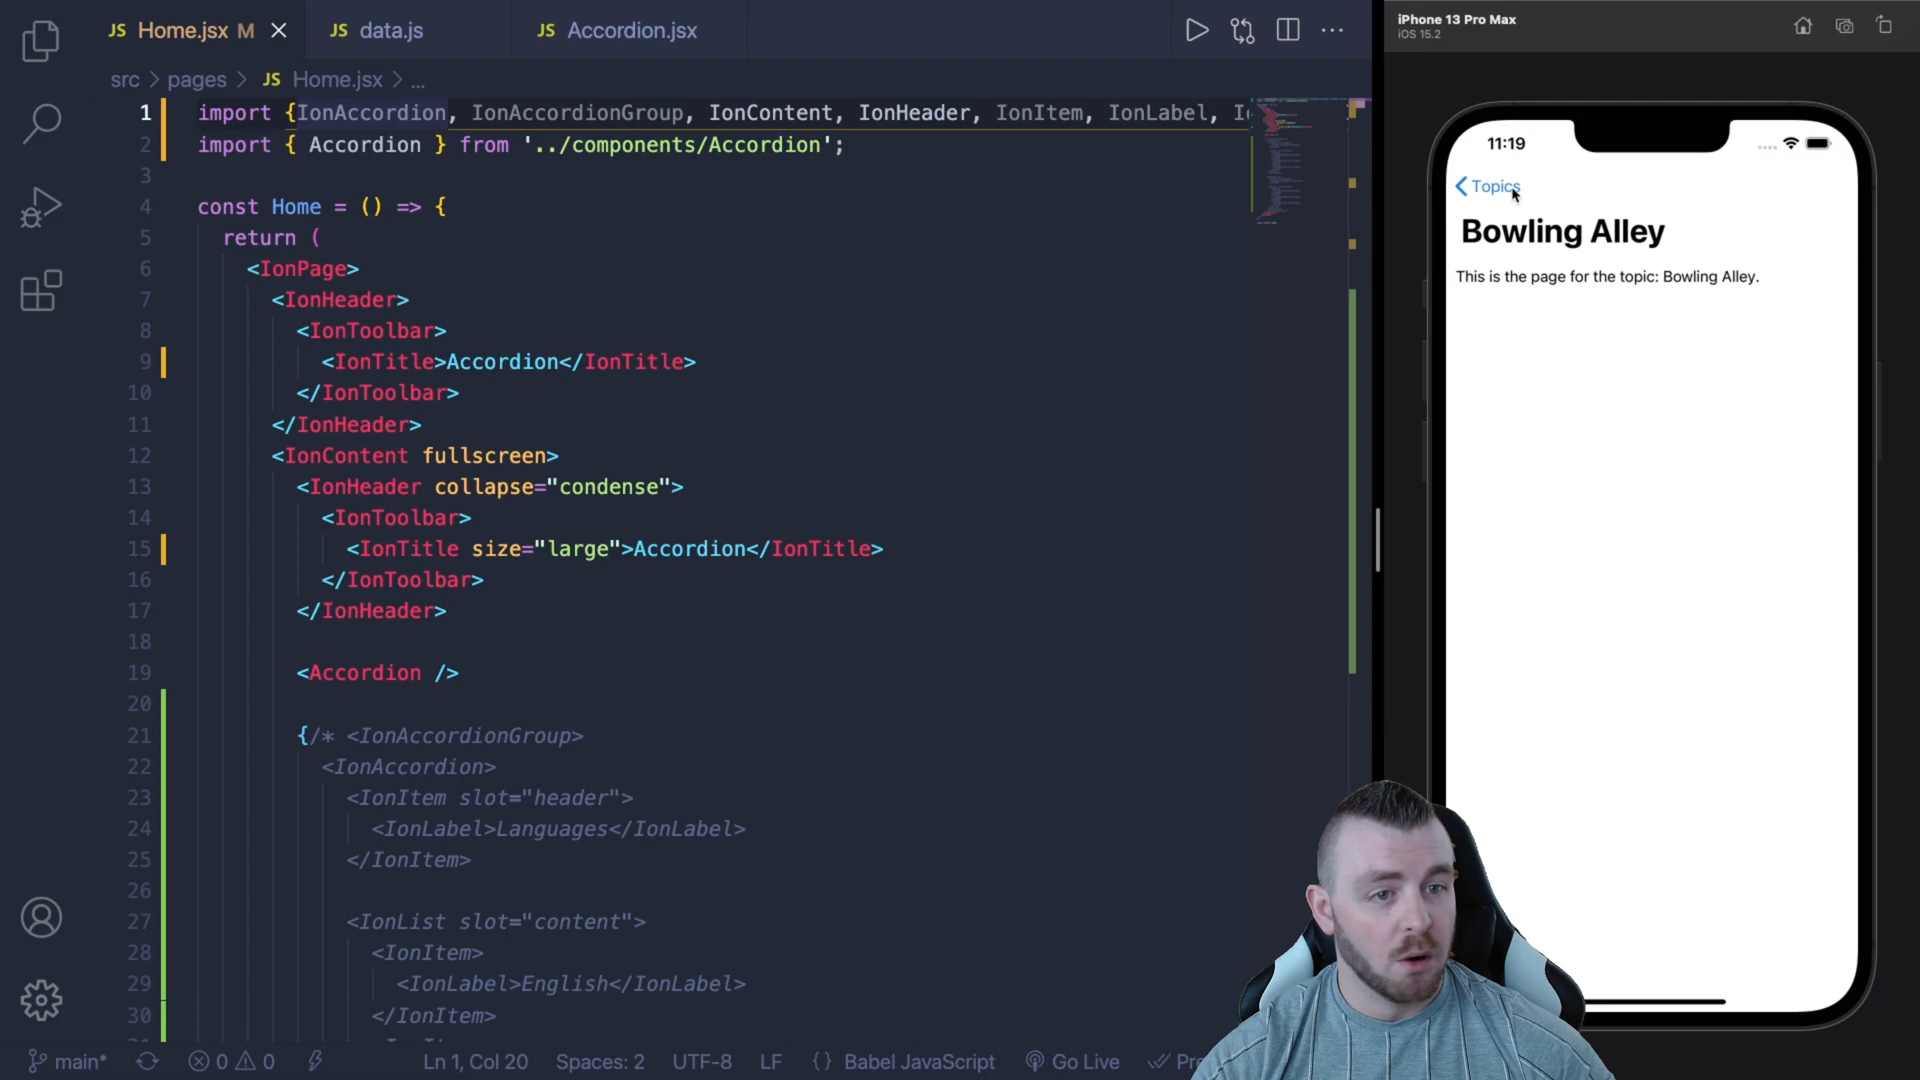 JS Home.jsx M
JS data.js
JS Accordion.jsx
src > pages > JS Home.jsx > ...
1 import {IonAccordion, IonAccordionGroup, IonContent, IonHeader, IonItem, IonLabel,
2 import { Accordion } from '../components/Accordion';
3
4 const Home = () => {
5 return (
6 <IonPage>
7 <IonHeader>
8 <IonToolbar>
9 <IonTitle>Accordion</IonTitle>
10 </IonToolbar>
11 </IonHeader>
12 <IonContent fullscreen>
13 <IonHeader collapse="condense">
14 <IonToolbar>
15 <IonTitle size="large">Accordion</IonTitle>
16 </IonToolbar>
17 </IonHeader>
18
19 <Accordion />
20
21 {/* <IonAccordionGroup>
22 <IonAccordion>
23 <IonItem slot="header">
24 <IonLabel>Languages</IonLabel>
25 </IonItem>
26
27 <IonList slot="content">
28 <IonItem>
29 <IonLabel>English</IonLabel>
30 </IonItem>
main* 0 0 Ln 1, Col 20 Spaces: 2 UTF-8 LF {} Babel JavaScript Go Live
iPhone 13 Pro Max
iOS 15.2
11:19
Topics
Bowling Alley
This is the page for the topic: Bowling Alley.